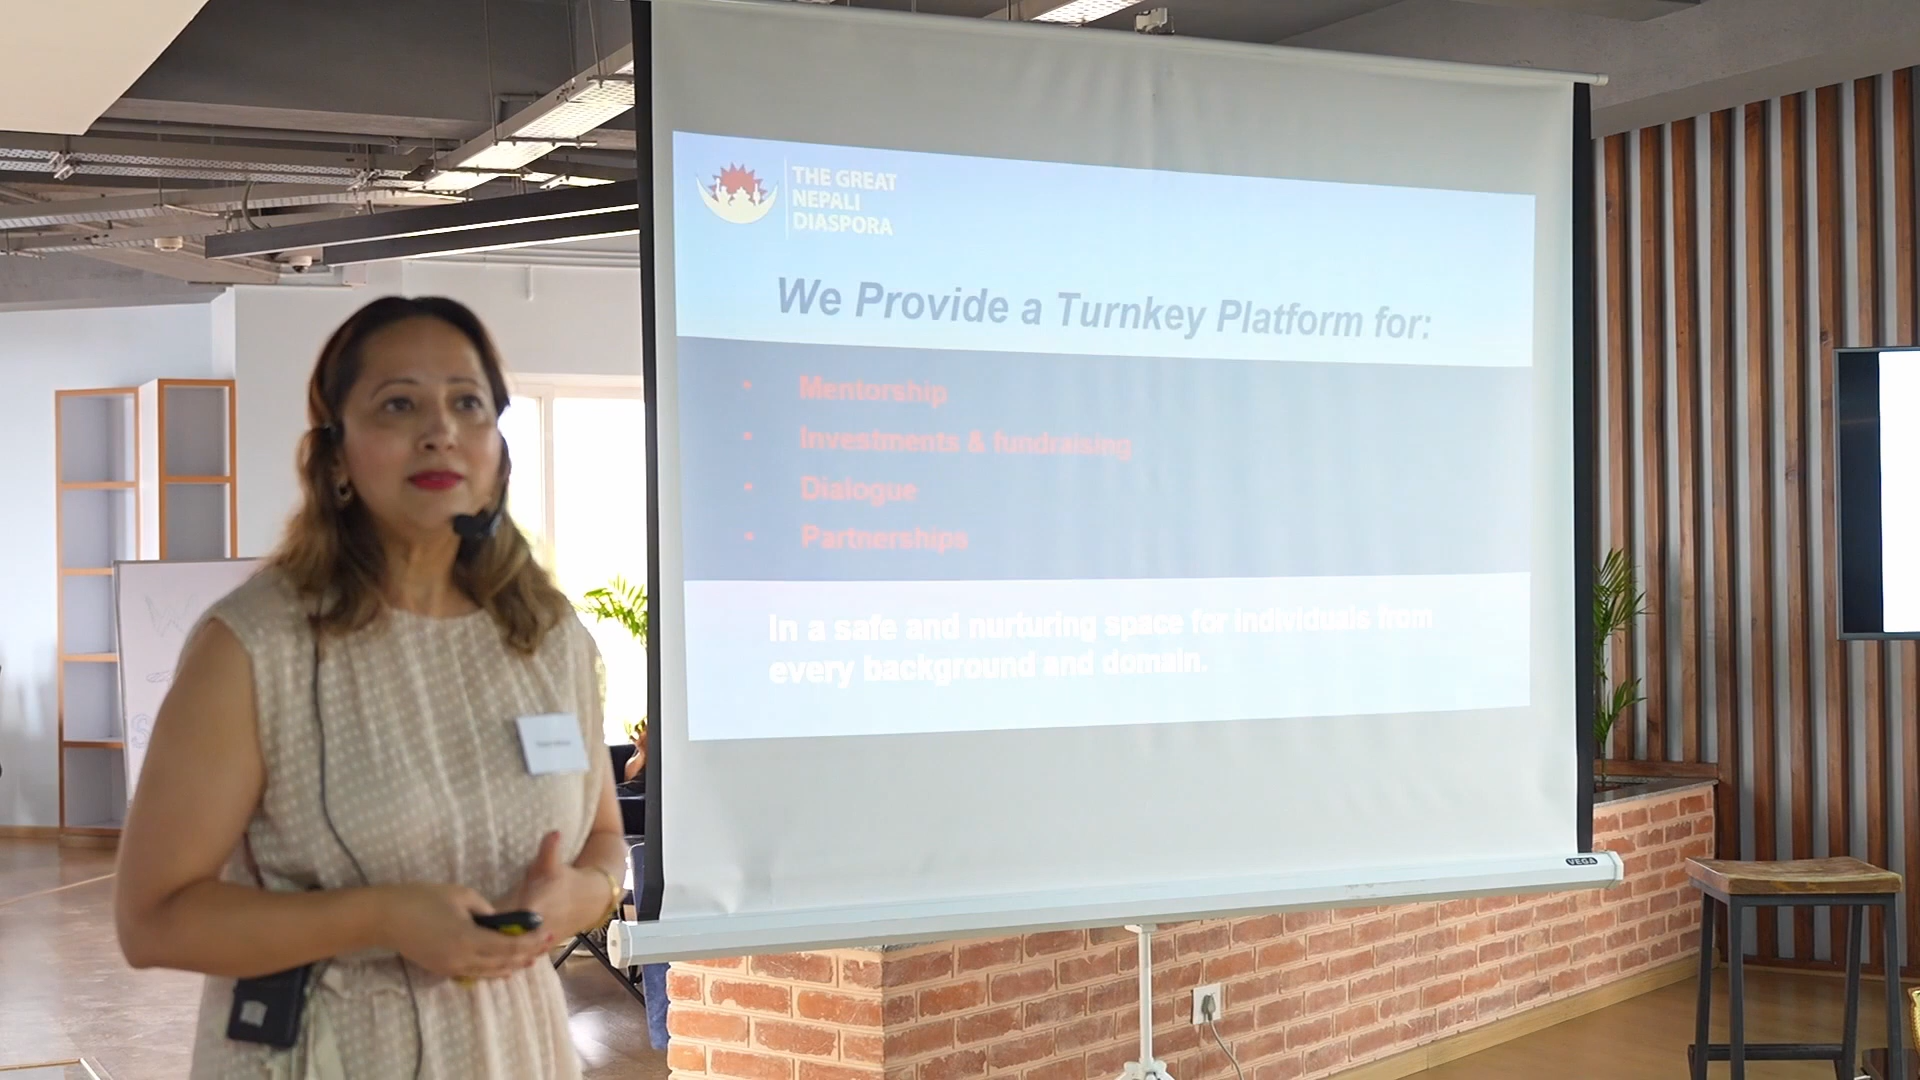 THE GREAT
NEPALI
DIASPORA
We Provide a Turnkey Platform for:
• Mentorship
• Investments & fundraising
• Dialogue
• Partnerships
In a safe and nurturing space for individuals from
every background and domain.
VEGA